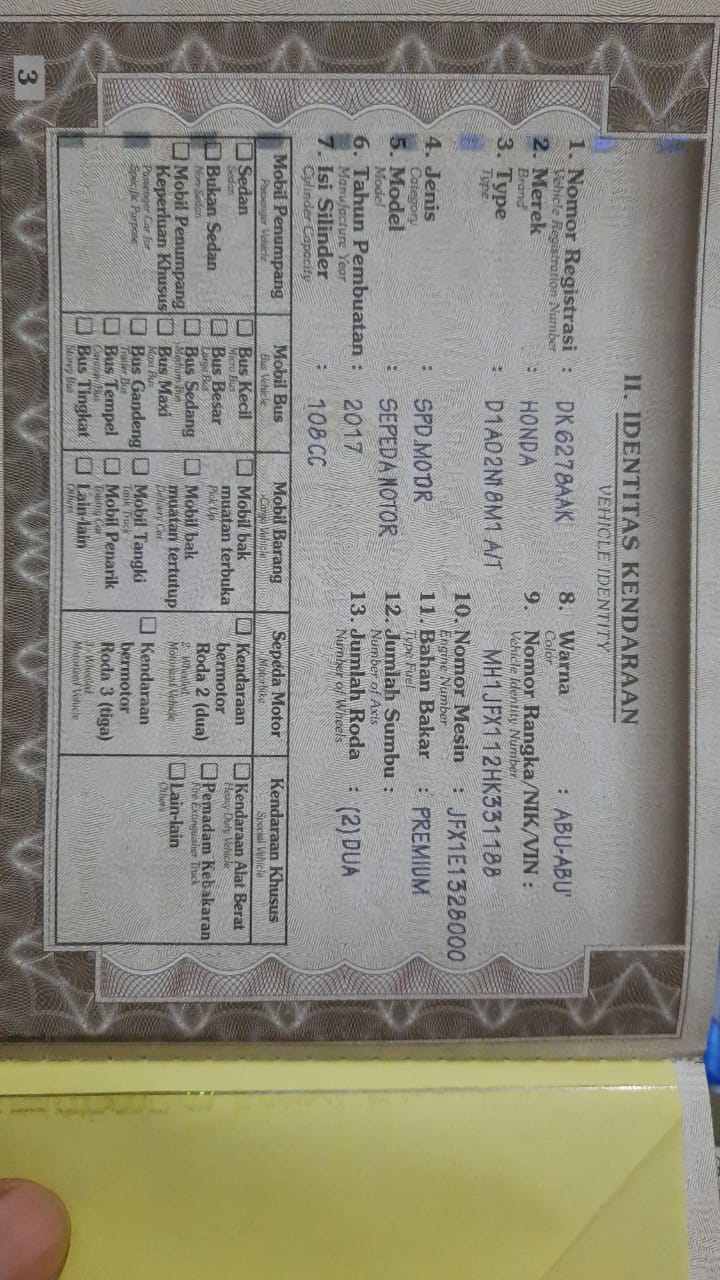 II. IDENTITAS KENDARAAN
VEHICLE IDENTITY
1. Nomor Registrasi : DK6278AAK
Vehicle Registration Number
2. Merek : HONDA
Brand
3. Type : D1A02N18M1 A/T
Type
4. Jenis : SPD.MOTOR
Category
5. Model : SEPEDA MOTOR
Model
6. Tahun Pembuatan : 2017
Manufacture Year
7. Isi Silinder : 108CC
Cylinder Capacity
8. Warna : ABU-ABU
Color
9. Nomor Rangka/NIK/VIN :
Vehicle Identity Number
MH1JFX112HK331188
10. Nomor Mesin : JFX1E1328000
Engine Number
11. Bahan Bakar : PREMIUM
Type Fuel
12. Jumlah Sumbu :
Number of Axis
13. Jumlah Roda : (2) DUA
Number of Wheels
Mobil Penumpang
Passenger Vehicle
Sedan
Sedan
Bukan Sedan
Non-Sedan
Mobil Penumpang
Keperluan Khusus
Passenger Car for
Specific Purpose
Mobil Bus
Bus Vehicle
Bus Kecil
Micro Bus
Bus Besar
Large Bus
Bus Sedang
Medium Bus
Bus Maxi
Maxi Bus
Bus Gandeng
Trailer Bus
Bus Tempel
Bus Tingkat
Storey Bus
Mobil Barang
Cargo Vehicle
Mobil bak
muatan terbuka
Pick Up
Mobil bak
muatan tertutup
Delivery Car
Mobil Tangki
Tank Truck
Mobil Penarik
Towing Car
Lain-lain
Others
Sepeda Motor
Motorbike
Kendaraan
bermotor
Roda 2 (dua)
2 Wheeled
Motorized Vehicle
Kendaraan
bermotor
Roda 3 (tiga)
Wheeled
Motorized Vehicle
Kendaraan Khusus
Special Vehicle
Kendaraan Alat Berat
Heavy Duty Vehicle
Pemadam Kebakaran
Fire Extinguisher Truck
Lain-lain
Others
3